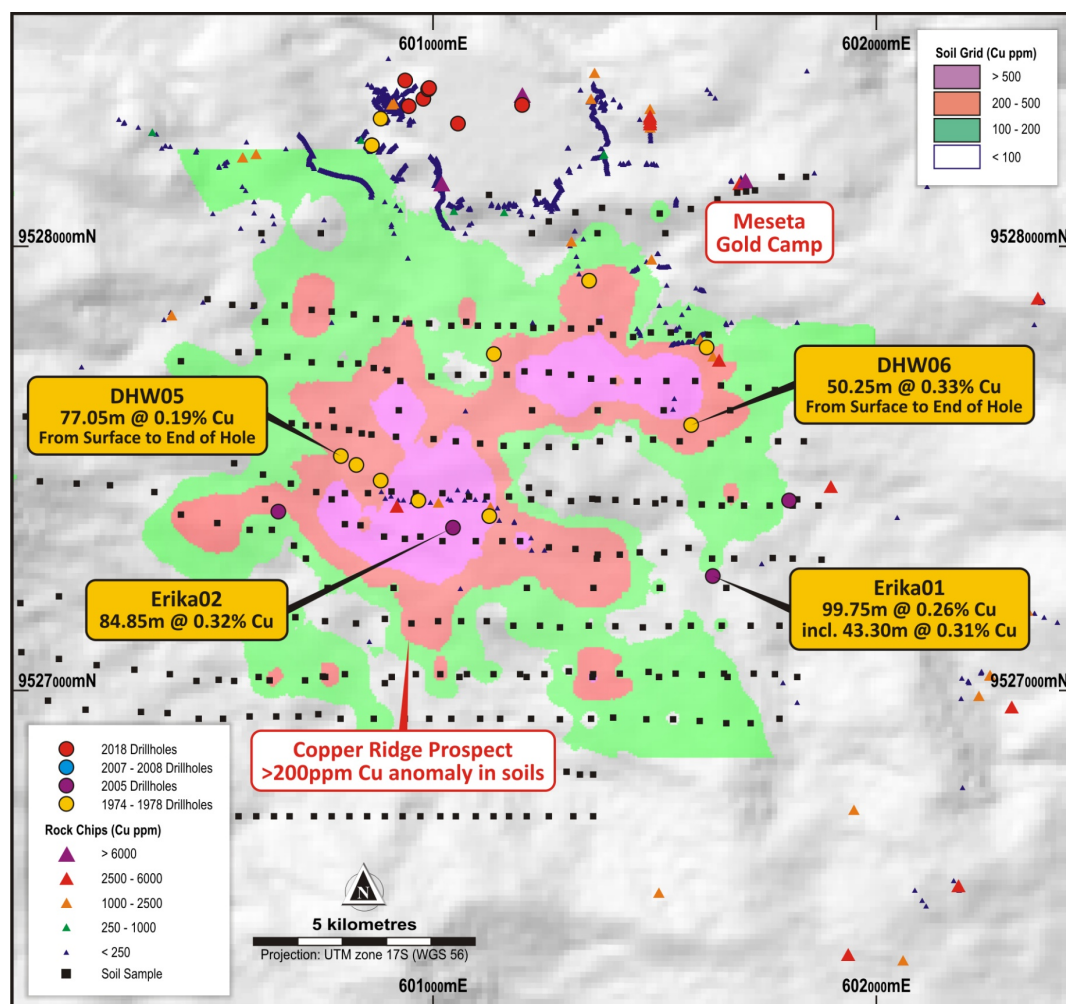 601000mE
602000mE
Soil Grid (Cu ppm)
> 500
200 - 500
100 - 200
< 100
Meseta
Gold Camp
9528000mN
9528000mN
DHW05
77.05m @ 0.19% Cu
From Surface to End of Hole
DHW06
50.25m @ 0.33% Cu
From Surface to End of Hole
Erika02
84.85m @ 0.32% Cu
Erika01
99.75m @ 0.26% Cu
incl. 43.30m @ 0.31% Cu
9527000mN
9527000mN
Copper Ridge Prospect
>200ppm Cu anomaly in soils
2018 Drillholes
2007 - 2008 Drillholes
2005 Drillholes
1974 - 1978 Drillholes
Rock Chips (Cu ppm)
> 6000
2500 - 6000
1000 - 2500
250 - 1000
< 250
Soil Sample
N
5 kilometres
Projection: UTM zone 17S (WGS 56)
601000mE
602000mE